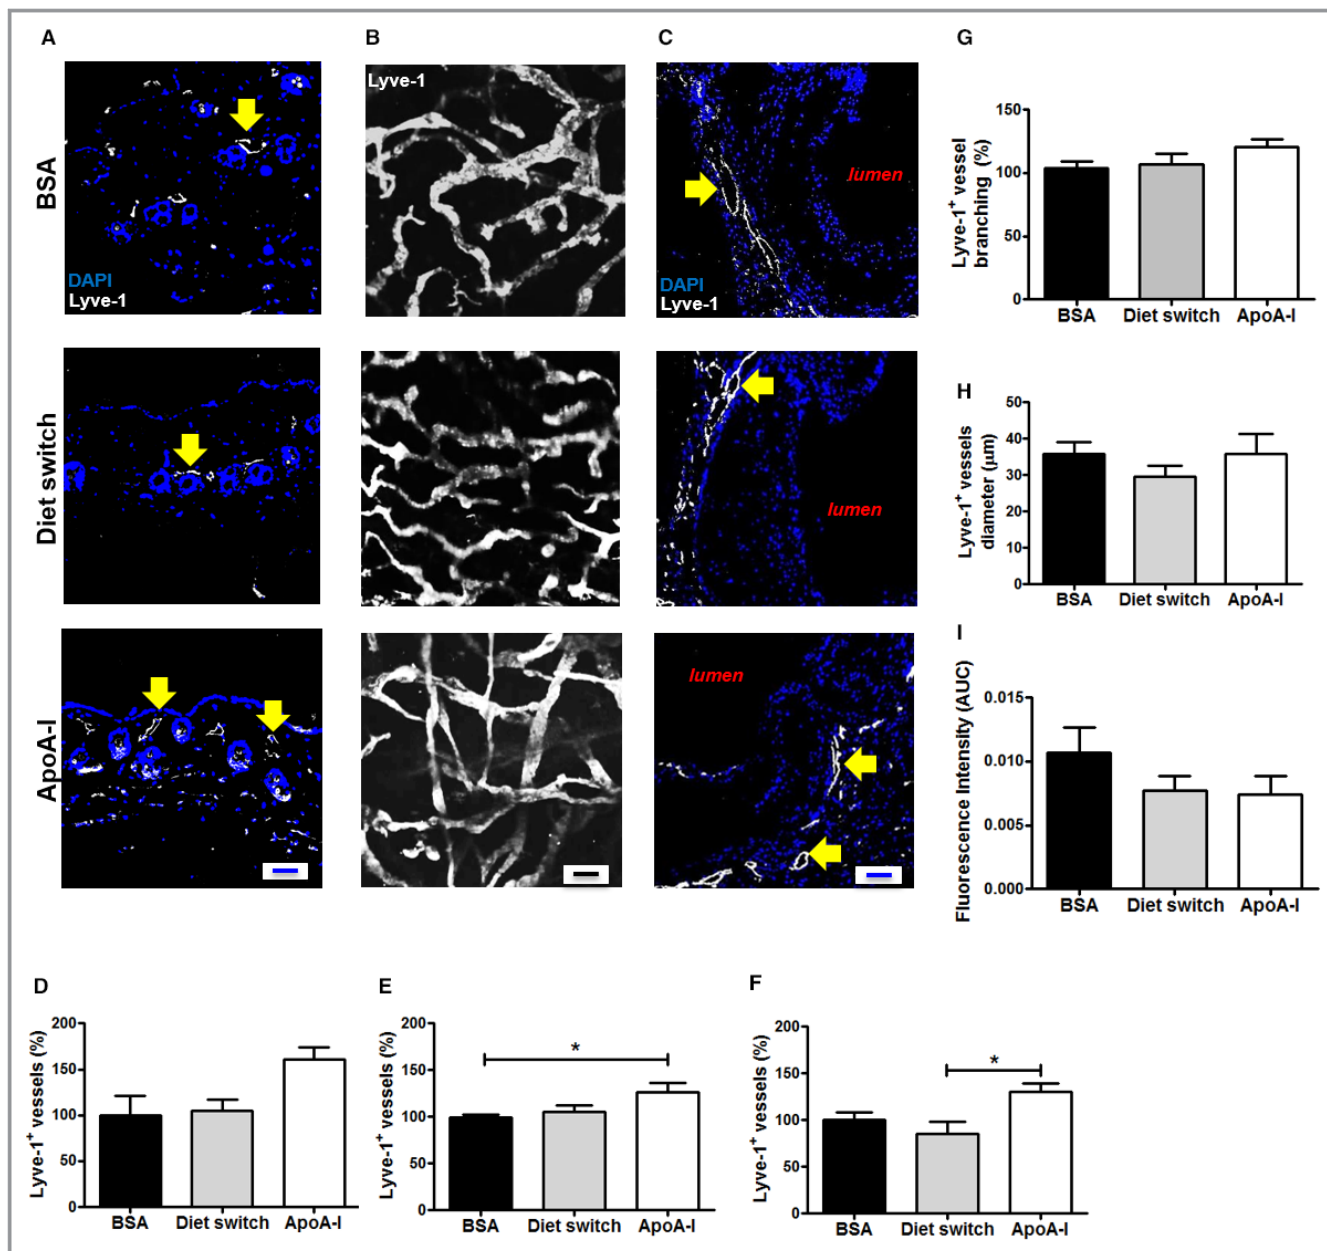 A
B
C
G
BSA
DAPI
Lyve-1
Lyve-1
lumen
DAPI
Lyve-1
Lyve-1⁺ vessel
branching (%)
150
100
50
0
BSA Diet switch ApoA-I
Diet switch
lumen
H
Lyve-1⁺ vessels
diameter (μm)
50
40
30
20
10
0
BSA Diet switch ApoA-I
ApoA-I
lumen
I
Fluorescence Intensity (AUC)
0.015
0.010
0.005
0.000
BSA Diet switch ApoA-I
D
Lyve-1⁺ vessels (%)
200
150
100
50
0
BSA Diet switch ApoA-I
E
Lyve-1⁺ vessels (%)
200
150
100
50
0
*
BSA Diet switch ApoA-I
F
Lyve-1⁺ vessels (%)
200
150
100
50
0
*
BSA Diet switch ApoA-I